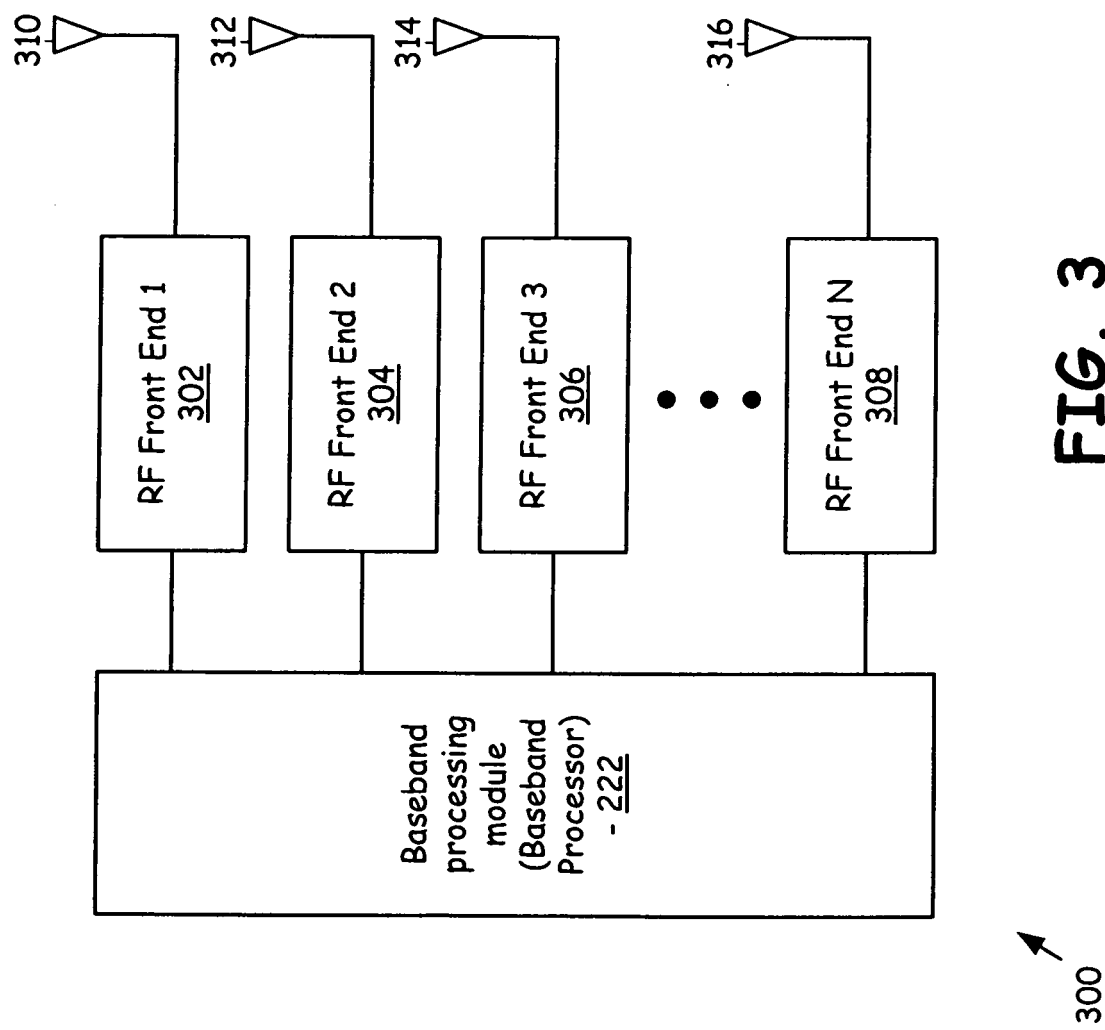 Baseband
processing
module
(Baseband
Processor)
- 222
RF Front End 1
302
310
RF Front End 2
304
312
RF Front End 3
306
314
RF Front End N
308
316
300
FIG. 3